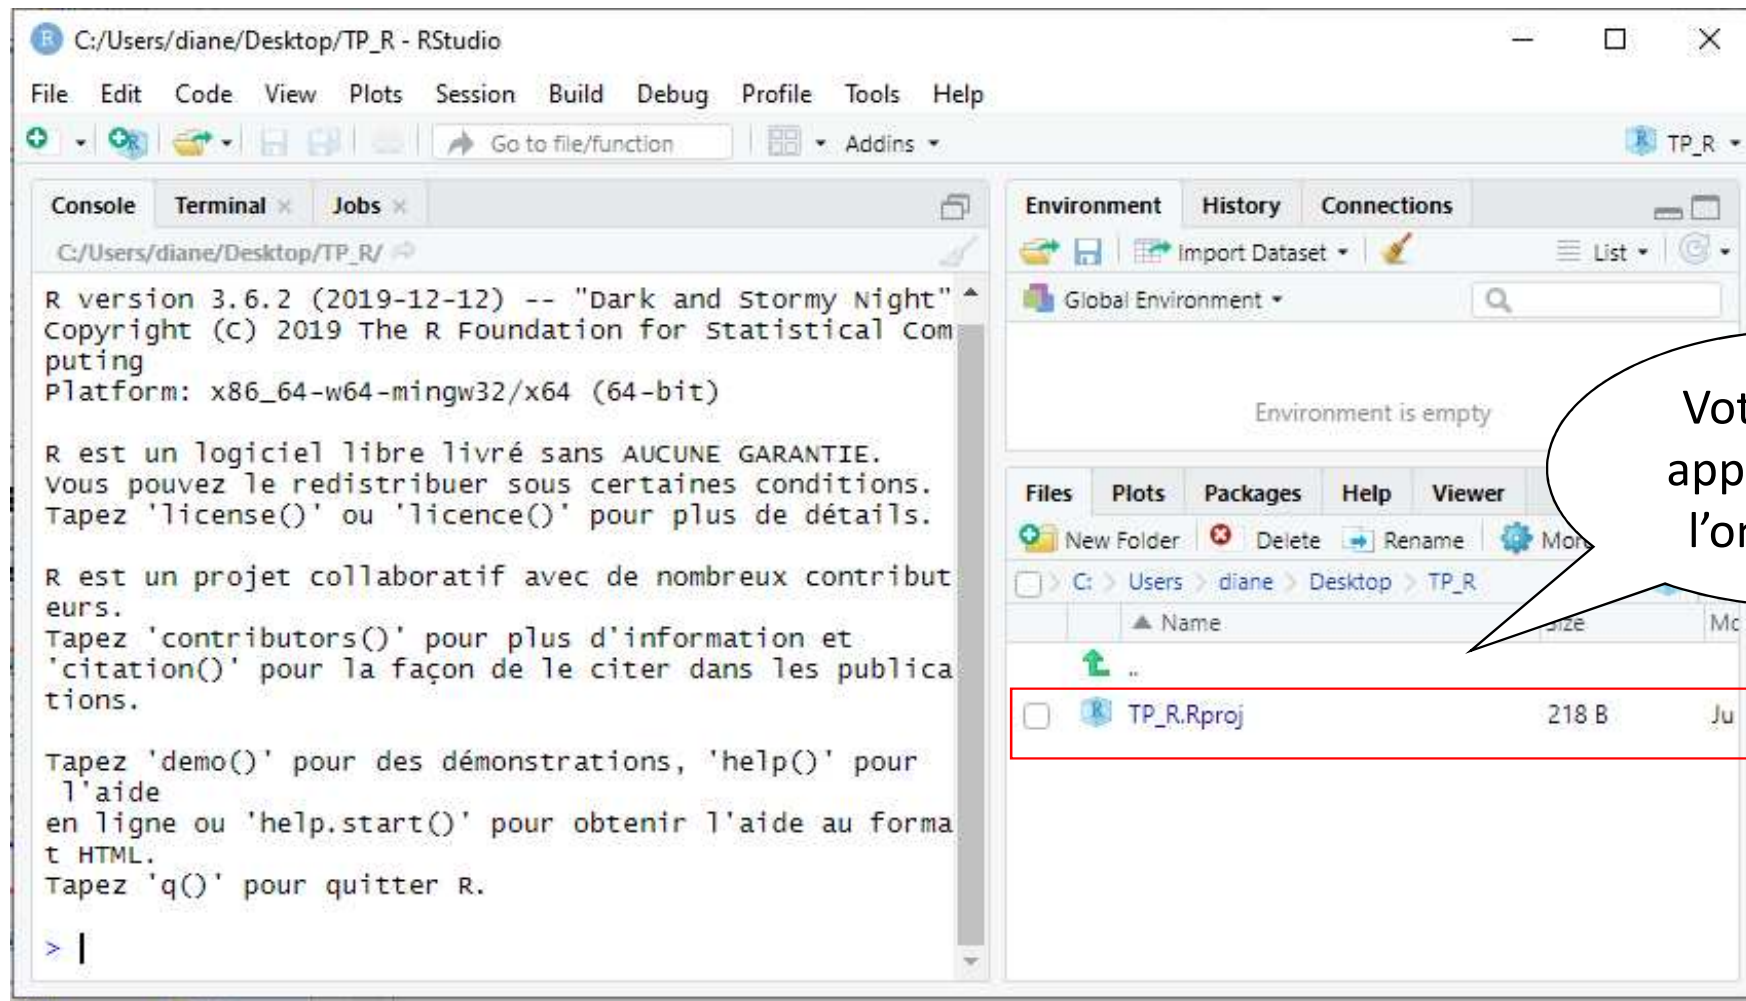 C:/Users/diane/Desktop/TP_R - RStudio
File Edit Code View Plots Session Build Debug Profile Tools Help
Go to file/function Addins TP_R
Console Terminal Jobs
C:/Users/diane/Desktop/TP_R/
R version 3.6.2 (2019-12-12) -- "Dark and Stormy Night"
Copyright (C) 2019 The R Foundation for Statistical Com
puting
Platform: x86_64-w64-mingw32/x64 (64-bit)
R est un logiciel libre livré sans AUCUNE GARANTIE.
Vous pouvez le redistribuer sous certaines conditions.
Tapez 'license()' ou 'licence()' pour plus de détails.
R est un projet collaboratif avec de nombreux contribut
eurs.
Tapez 'contributors()' pour plus d'information et
'citation()' pour la façon de le citer dans les publica
tions.
Tapez 'demo()' pour des démonstrations, 'help()' pour
l'aide
en ligne ou 'help.start()' pour obtenir l'aide au forma
t HTML.
Tapez 'q()' pour quitter R.
>
Environment History Connections
Import Dataset List
Global Environment
Environment is empty
Files Plots Packages Help Viewer
New Folder Delete Rename
C: > Users > diane > Desktop > TP_R
Name Size
..
TP_R.Rproj 218 B